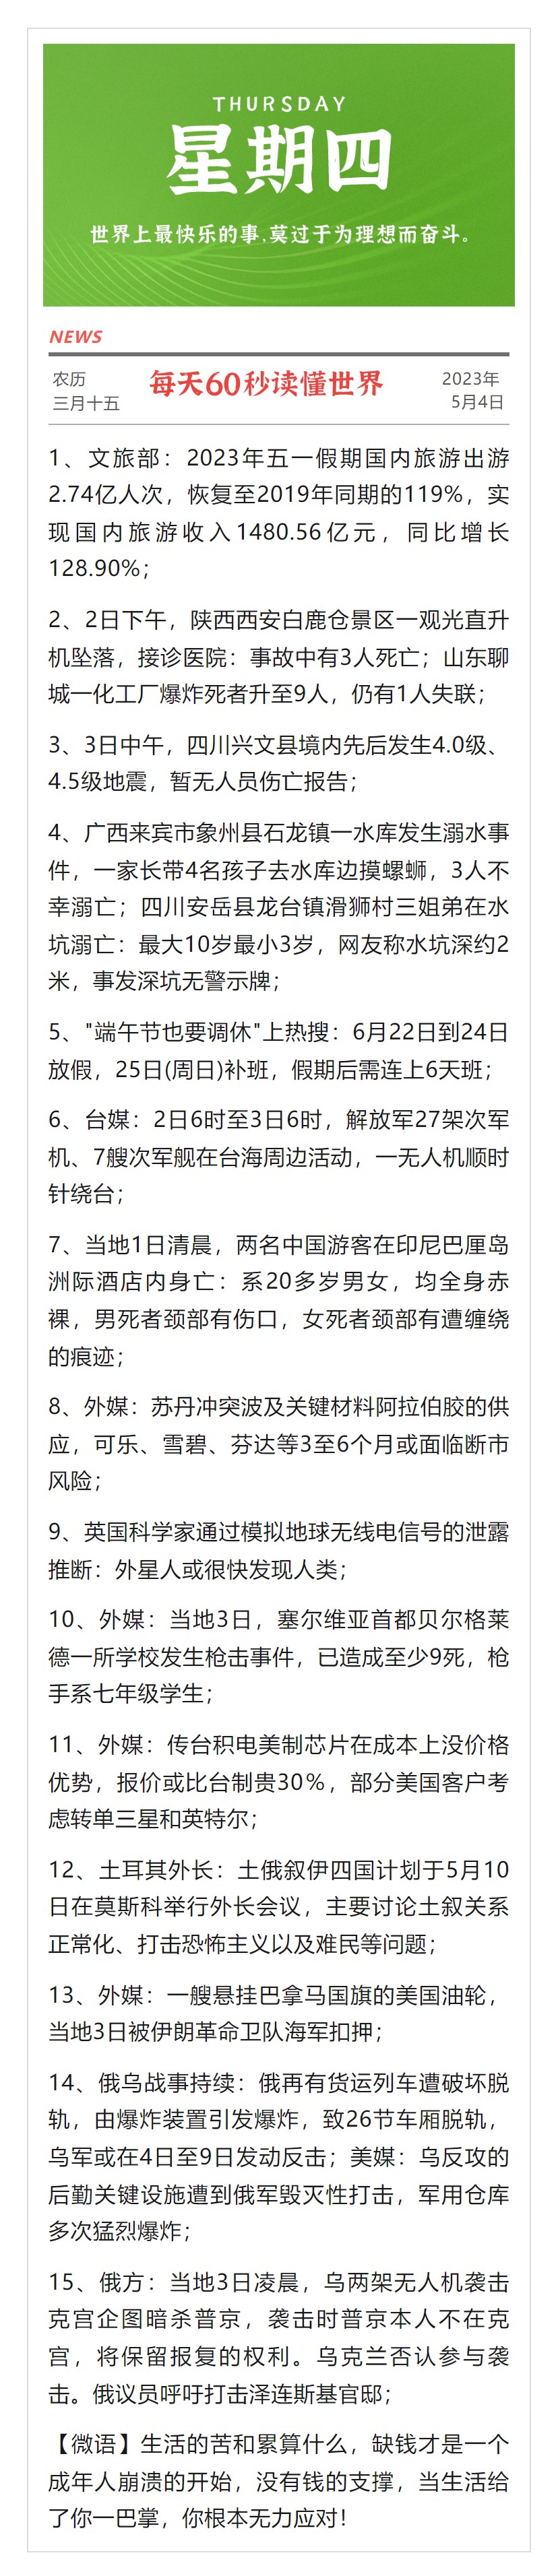 THURSDAY
星期四
世界上最快乐的事,莫过于为理想而奋斗。
NEWS
农历
三月十五
每天60秒读懂世界
2023年
5月4日
1、文旅部：2023年五一假期国内旅游出游
2.74亿人次，恢复至2019年同期的119%，实
现国内旅游收入1480.56亿元，同比增长
128.90%；
2、2日下午，陕西西安白鹿仓景区一观光直升
机坠落，接诊医院：事故中有3人死亡；山东聊
城一化工厂爆炸死者升至9人，仍有1人失联；
3、3日中午，四川兴文县境内先后发生4.0级、
4.5级地震，暂无人员伤亡报告；
4、广西来宾市象州县石龙镇一水库发生溺水事
件，一家长带4名孩子去水库边摸螺蛳，3人不
幸溺亡；四川安岳县龙台镇滑狮村三姐弟在水
坑溺亡：最大10岁最小3岁，网友称水坑深约2
米，事发深坑无警示牌；
5、"端午节也要调休"上热搜：6月22日到24日
放假，25日(周日)补班，假期后需连上6天班；
6、台媒：2日6时至3日6时，解放军27架次军
机、7艘次军舰在台海周边活动，一无人机顺时
针绕台；
7、当地1日清晨，两名中国游客在印尼巴厘岛
洲际酒店内身亡：系20多岁男女，均全身赤
裸，男死者颈部有伤口，女死者颈部有遭缠绕
的痕迹；
8、外媒：苏丹冲突波及关键材料阿拉伯胶的供
应，可乐、雪碧、芬达等3至6个月或面临断市
风险；
9、英国科学家通过模拟地球无线电信号的泄露
推断：外星人或很快发现人类；
10、外媒：当地3日，塞尔维亚首都贝尔格莱
德一所学校发生枪击事件，已造成至少9死，枪
手系七年级学生；
11、外媒：传台积电美制芯片在成本上没价格
优势，报价或比台制贵30％，部分美国客户考
虑转单三星和英特尔；
12、土耳其外长：土俄叙伊四国计划于5月10
日在莫斯科举行外长会议，主要讨论土叙关系
正常化、打击恐怖主义以及难民等问题；
13、外媒：一艘悬挂巴拿马国旗的美国油轮，
当地3日被伊朗革命卫队海军扣押；
14、俄乌战事持续：俄再有货运列车遭破坏脱
轨，由爆炸装置引发爆炸，致26节车厢脱轨，
乌军或在4日至9日发动反击；美媒：乌反攻的
后勤关键设施遭到俄军毁灭性打击，军用仓库
多次猛烈爆炸；
15、俄方：当地3日凌晨，乌两架无人机袭击
克宫企图暗杀普京，袭击时普京本人不在克
宫，将保留报复的权利。乌克兰否认参与袭
击。俄议员呼吁打击泽连斯基官邸；
【微语】生活的苦和累算什么，缺钱才是一个
成年人崩溃的开始，没有钱的支撑，当生活给
了你一巴掌，你根本无力应对！